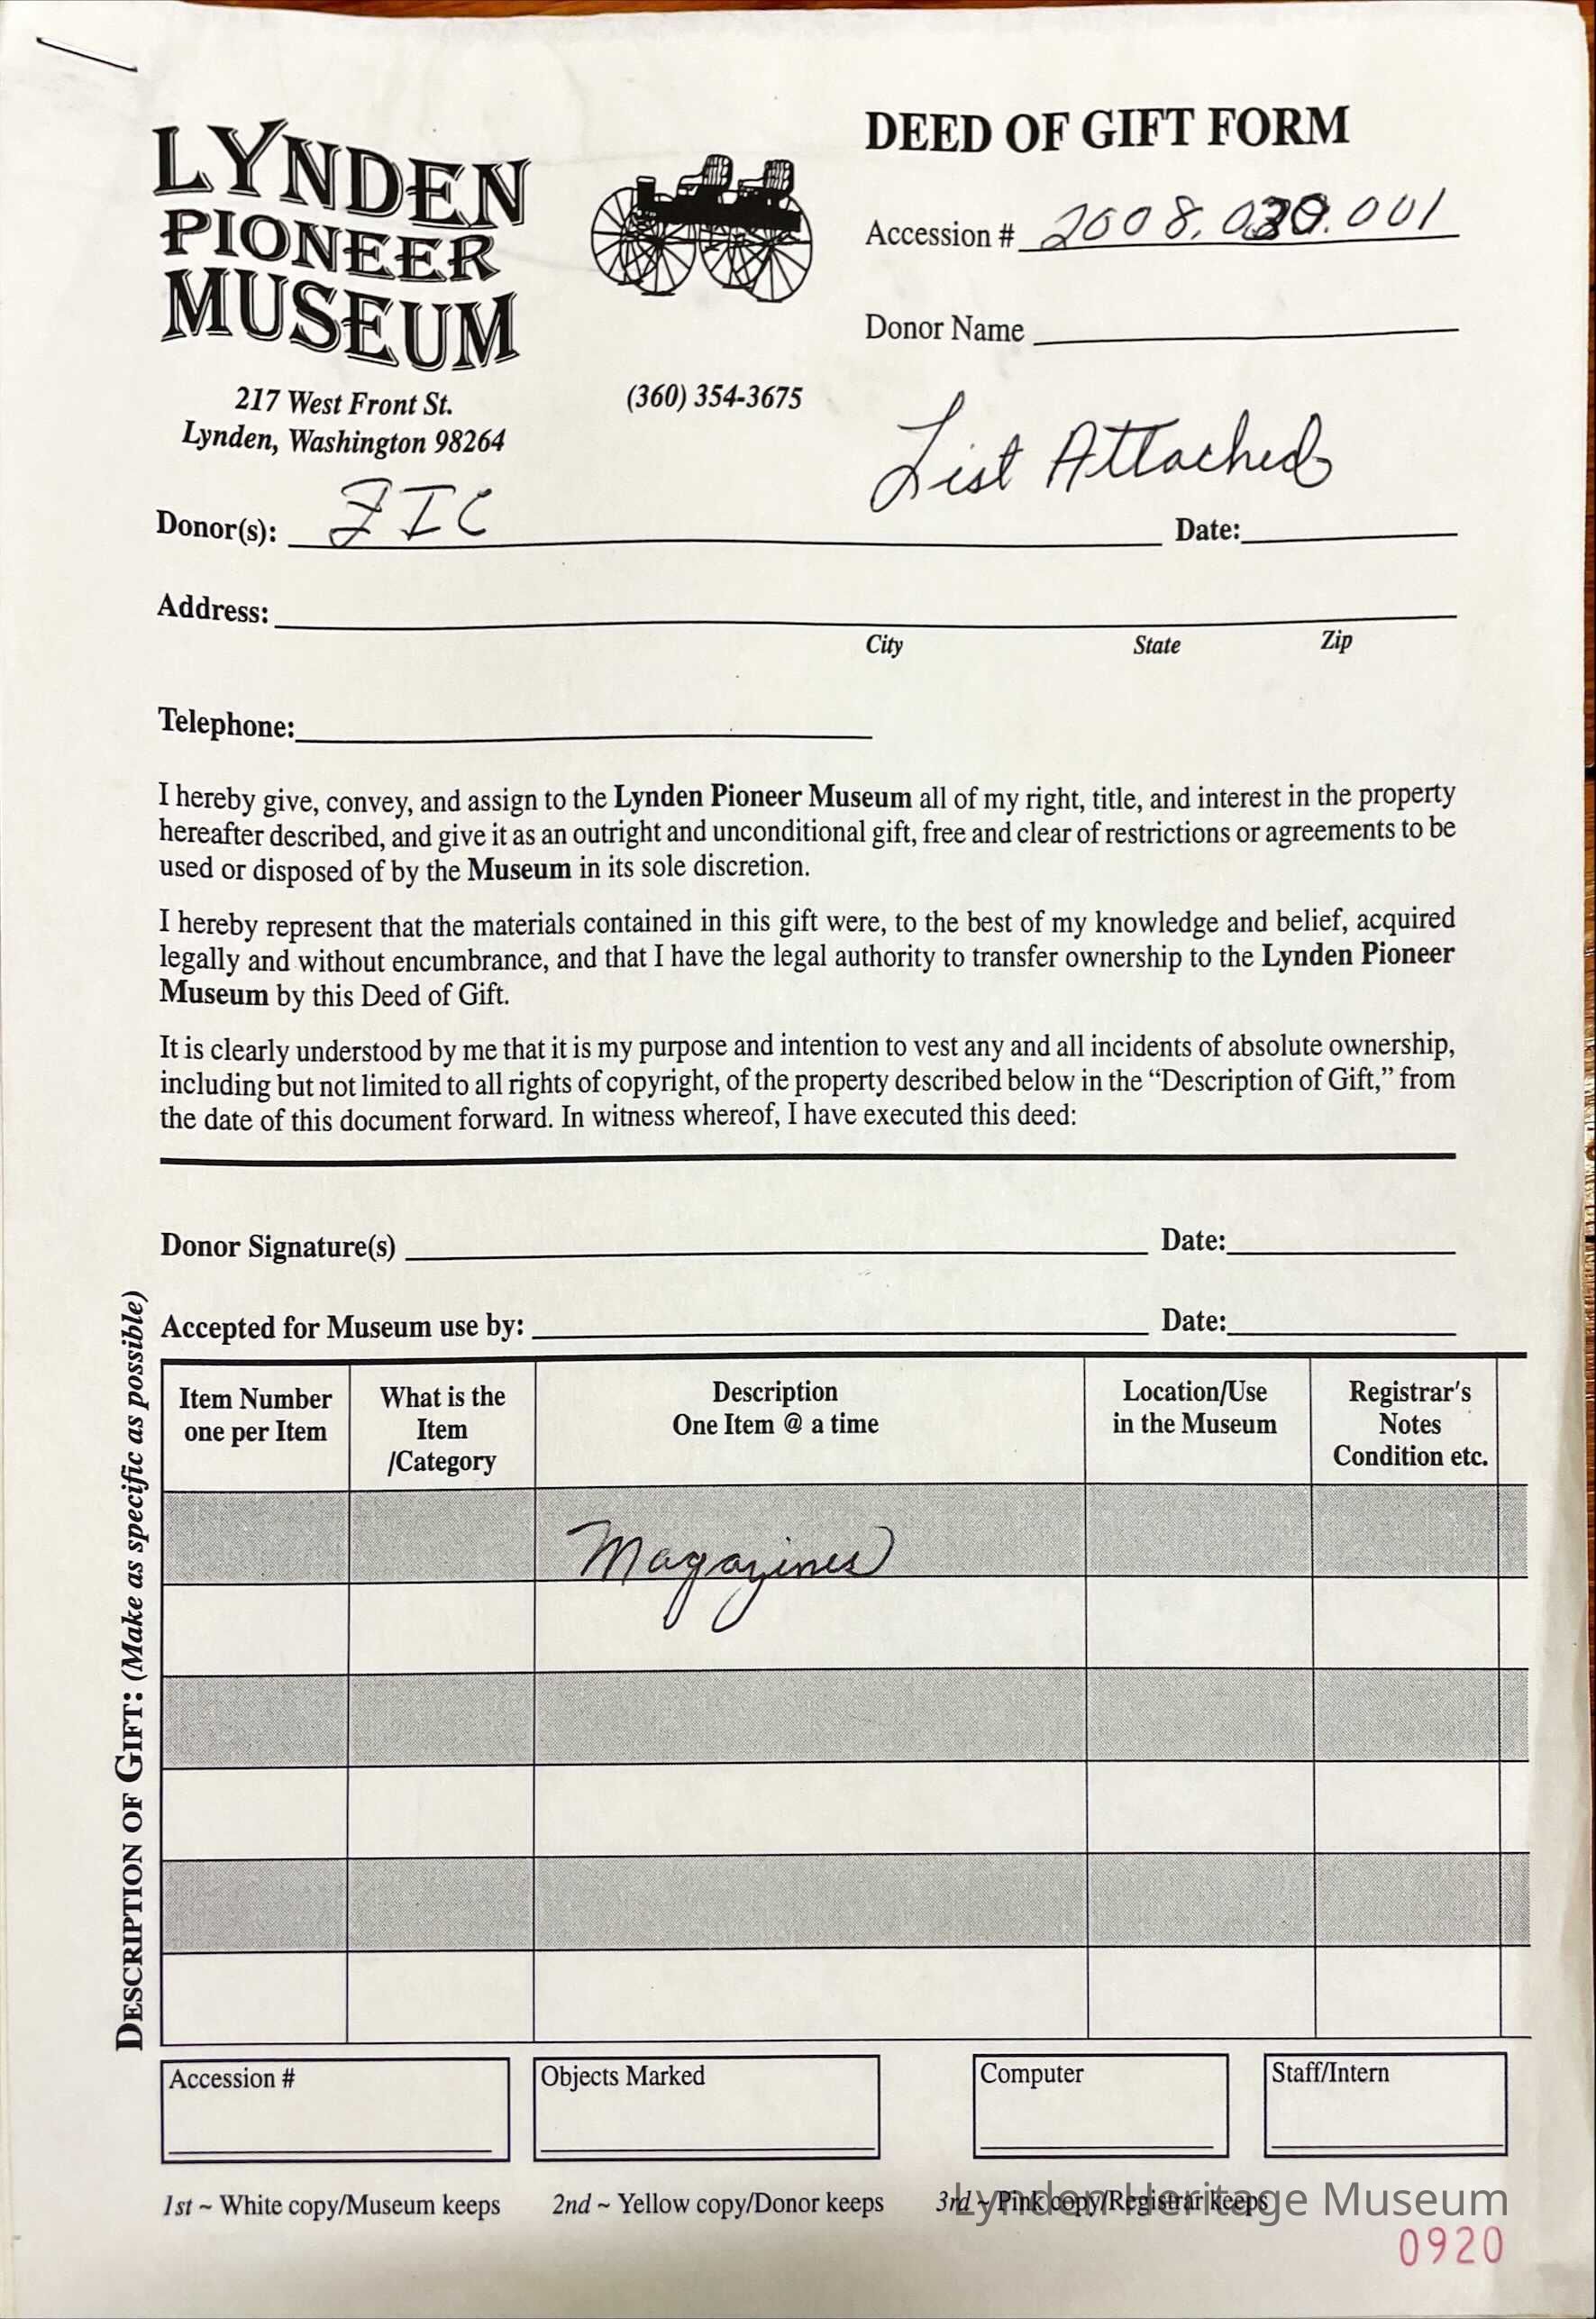 LYNDEN
PIONEER
MUSEUM
217 West Front St.
Lynden, Washington 98264
(360) 354-3675
DEED OF GIFT FORM
Accession # 2008.030.001
Donor Name
List Attached
Donor(s): FIC
Date:
Address:
City State Zip
Telephone:
I hereby give, convey, and assign to the Lynden Pioneer Museum all of my right, title, and interest in the property
hereafter described, and give it as an outright and unconditional gift, free and clear of restrictions or agreements to be
used or disposed of by the Museum in its sole discretion.
I hereby represent that the materials contained in this gift were, to the best of my knowledge and belief, acquired
legally and without encumbrance, and that I have the legal authority to transfer ownership to the Lynden Pioneer
Museum by this Deed of Gift.
It is clearly understood by me that it is my purpose and intention to vest any and all incidents of absolute ownership,
including but not limited to all rights of copyright, of the property described below in the “Description of Gift,” from
the date of this document forward. In witness whereof, I have executed this deed:
Donor Signature(s) Date:
Accepted for Museum use by: Date:
DESCRIPTION OF GIFT: (Make as specific as possible)
Item Number
one per Item
What is the
Item
/Category
Description
One Item @ a time
Location/Use
in the Museum
Registrar's
Notes
Condition etc.
Magazines
Accession #
Objects Marked
Computer
Staff/Intern
1st ~ White copy/Museum keeps 2nd ~ Yellow copy/Donor keeps 3rd ~ Pink copy/Registrar keeps
Lynden Heritage Museum
0920